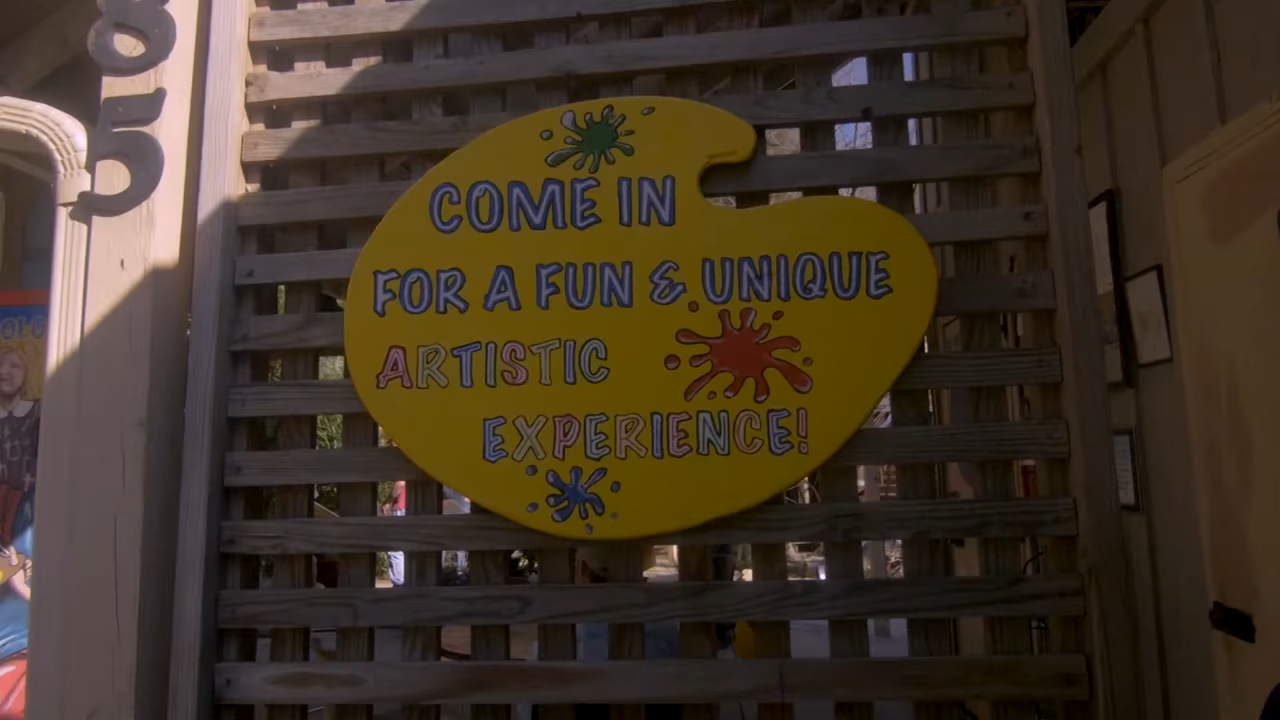 85
COME IN
FOR A FUN & UNIQUE
ARTISTIC
EXPERIENCE!